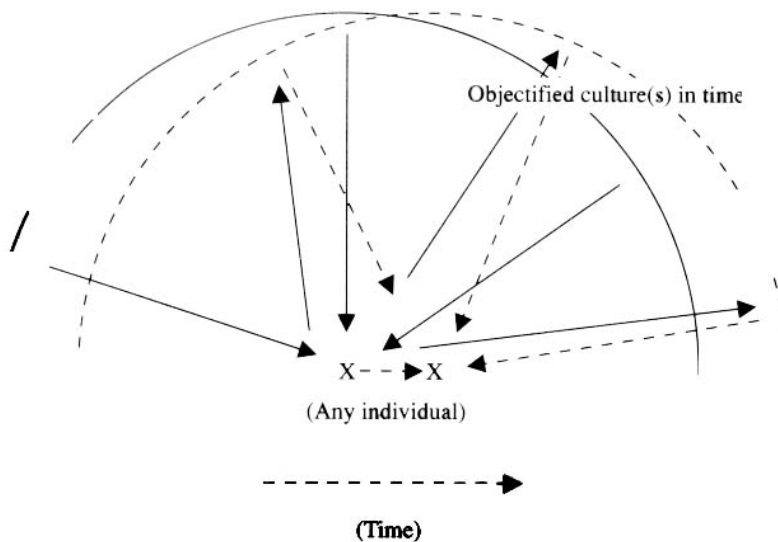 Objectified culture(s) in time
X X
(Any individual)
(Time)